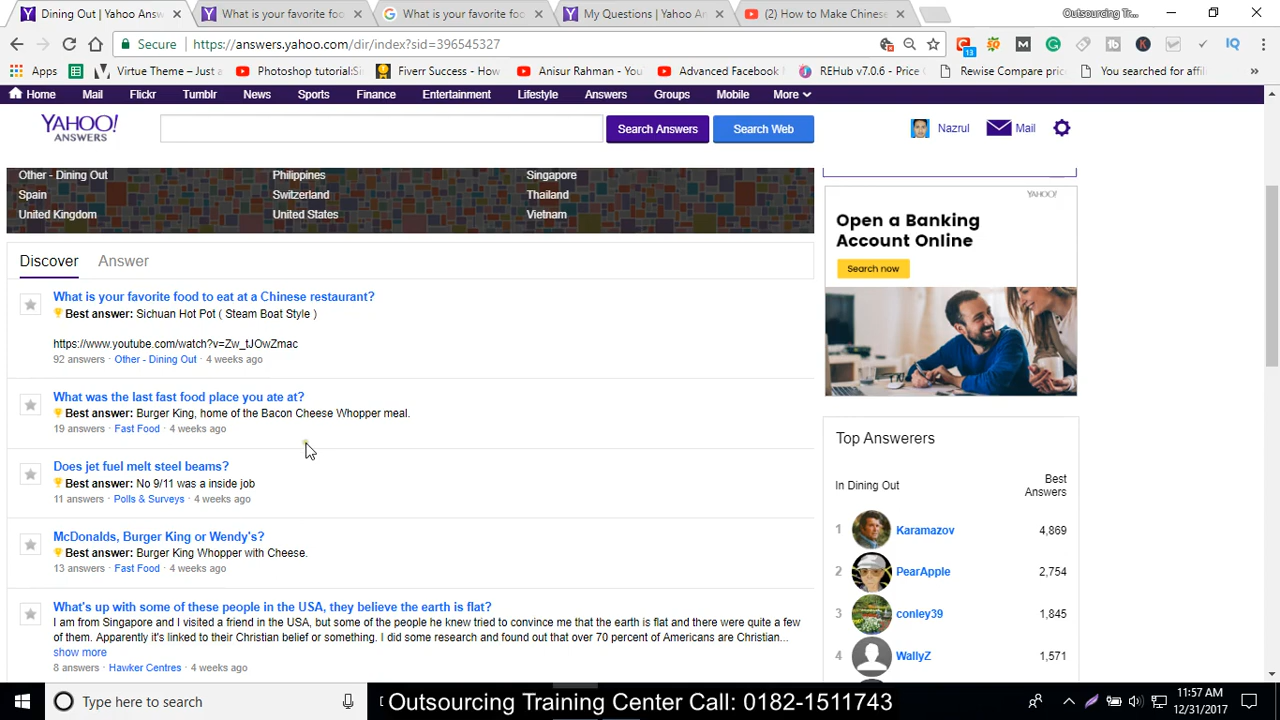 Dining Out | Yahoo Answ
What is your favorite foo
What is your favorite foo
My Questions | Yahoo An
(2) How to Make Chinese
Outsourcing Tr...
Secure
https://answers.yahoo.com/dir/index?sid=396545327
13
Apps
Virtue Theme – Just a
Photoshop tutorial:Si
Fiverr Success - How
Anisur Rahman - You
Advanced Facebook
REHub v7.0.6 - Price C
Rewise Compare pric
You searched for affil
Home
Mail
Flickr
Tumblr
News
Sports
Finance
Entertainment
Lifestyle
Answers
Groups
Mobile
More
YAHOO!
ANSWERS
Search Answers
Search Web
Nazrul
Mail
Other - Dining Out
Philippines
Singapore
Spain
Switzerland
Thailand
United Kingdom
United States
Vietnam
Discover
Answer
What is your favorite food to eat at a Chinese restaurant?
Best answer: Sichuan Hot Pot ( Steam Boat Style )
https://www.youtube.com/watch?v=Zw_tJOwZmac
92 answers · Other - Dining Out · 4 weeks ago
What was the last fast food place you ate at?
Best answer: Burger King, home of the Bacon Cheese Whopper meal.
19 answers · Fast Food · 4 weeks ago
Does jet fuel melt steel beams?
Best answer: No 9/11 was a inside job
11 answers · Polls & Surveys · 4 weeks ago
McDonalds, Burger King or Wendy's?
Best answer: Burger King Whopper with Cheese.
13 answers · Fast Food · 4 weeks ago
What's up with some of these people in the USA, they believe the earth is flat?
I am from Singapore and I visited a friend in the USA, but some of the people he knew tried to convince me that the earth is flat and there were quite a few
of them. Apparently it's linked to their Christian belief or something. I did some research and found out that over 70 percent of Americans are Christian...
show more
8 answers · Hawker Centres · 4 weeks ago
YAHOO!
Open a Banking
Account Online
Search now
Top Answerers
In Dining Out
Best
Answers
1 Karamazov 4,869
2 PearApple 2,754
3 conley39 1,845
4 WallyZ 1,571
Type here to search
Outsourcing Training Center Call: 0182-1511743
11:57 AM
12/31/2017